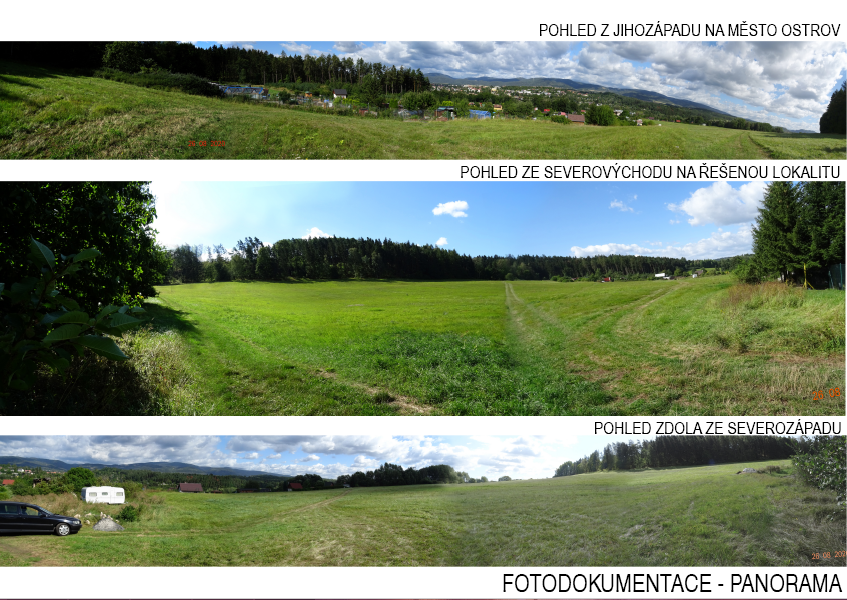 POHLED Z JIHOZÁPADU NA MĚSTO OSTROV
POHLED ZE SEVEROVÝCHODU NA ŘEŠENOU LOKALITU
POHLED ZDOLA ZE SEVEROZÁPADU
FOTODOKUMENTACE - PANORAMA